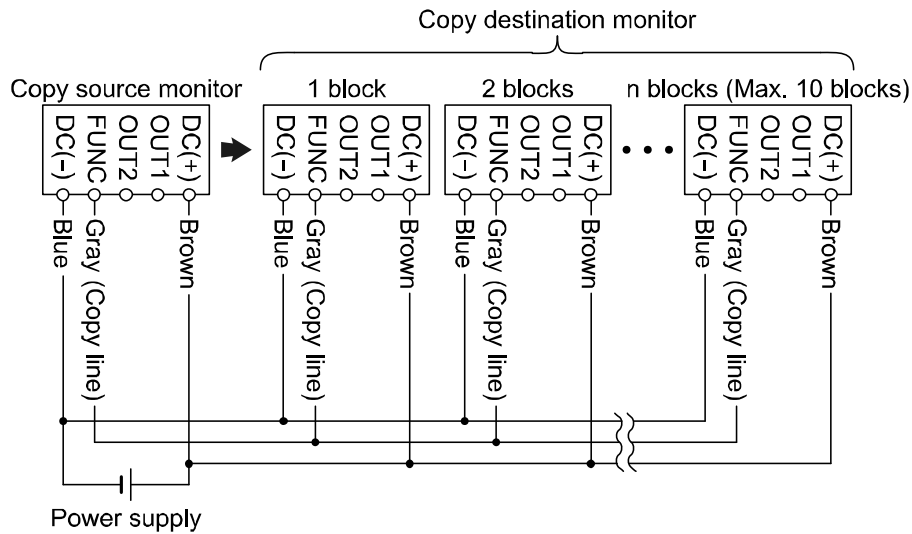 Copy destination monitor
Copy source monitor
1 block
2 blocks
n blocks (Max. 10 blocks)
DC(−)
FUNC
OUT2
OUT1
DC(+)
DC(−)
FUNC
OUT2
OUT1
DC(+)
DC(−)
FUNC
OUT2
OUT1
DC(+)
DC(−)
FUNC
OUT2
OUT1
DC(+)
Blue
Gray (Copy line)
Brown
Blue
Gray (Copy line)
Brown
Blue
Gray (Copy line)
Brown
Blue
Gray (Copy line)
Brown
Power supply